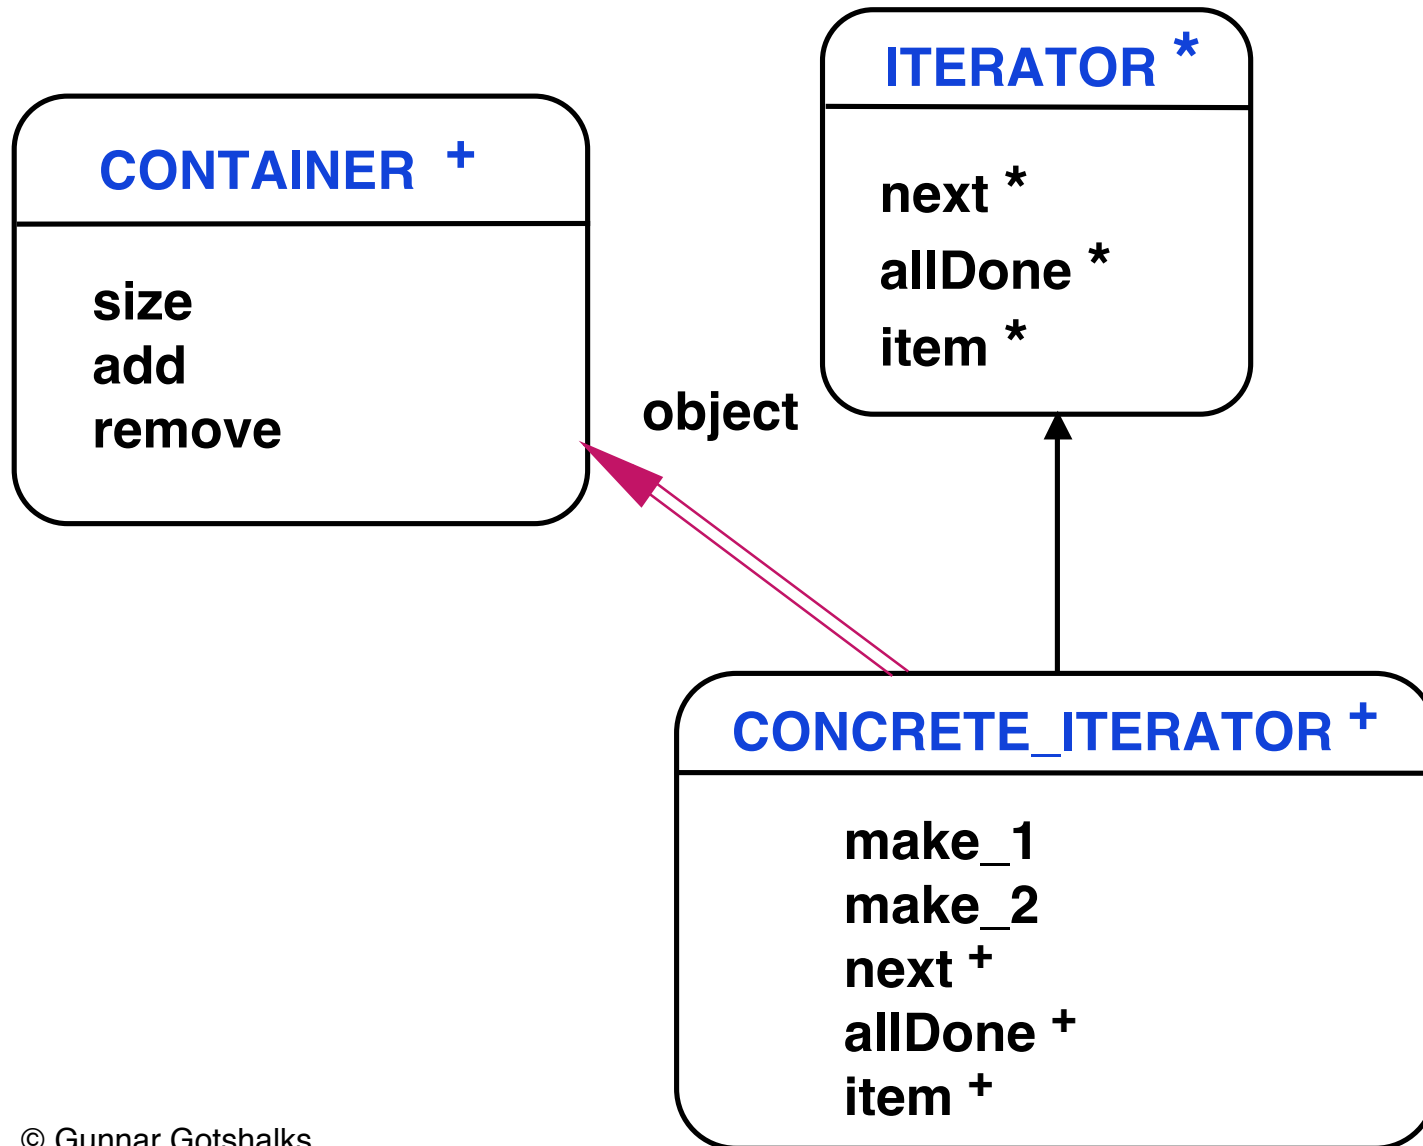 CONTAINER +
size
add
remove
object
ITERATOR *
next *
allDone *
item *
CONCRETE_ITERATOR +
make_1
make_2
next +
allDone +
item +
© Gunnar Gotshalks